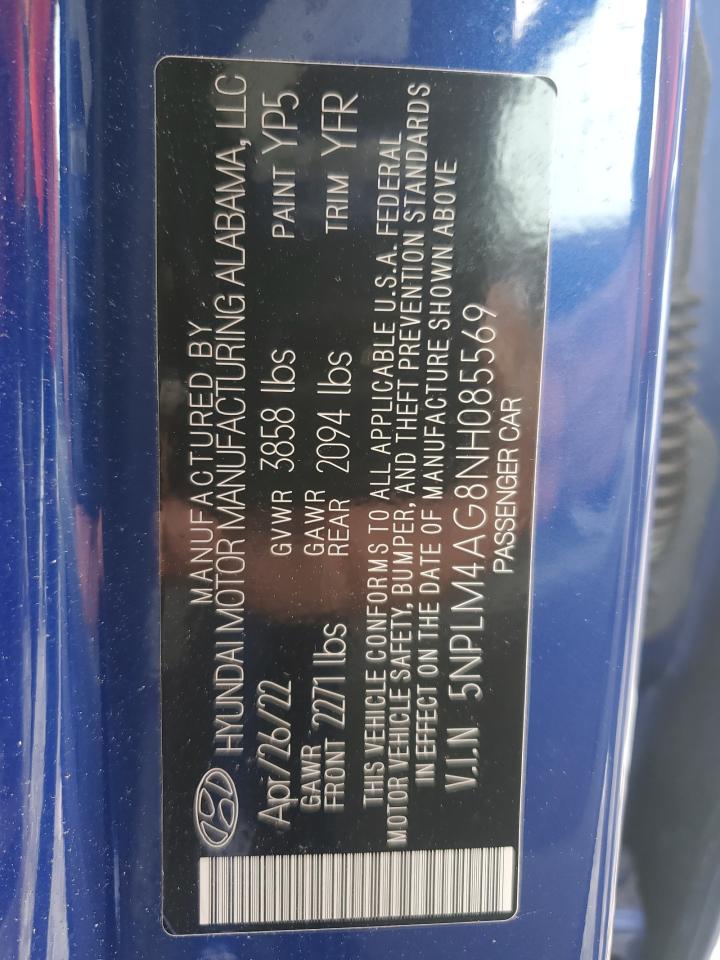 MANUFACTURED BY
HYUNDAI MOTOR MANUFACTURING ALABAMA, LLC
Apr/26/22 GVWR 3858 lbs PAINT YP5
GAWR FRONT 2271 lbs GAWR REAR 2094 lbs TRIM YFR
THIS VEHICLE CONFORMS TO ALL APPLICABLE U.S.A. FEDERAL
MOTOR VEHICLE SAFETY, BUMPER, AND THEFT PREVENTION STANDARDS
IN EFFECT ON THE DATE OF MANUFACTURE SHOWN ABOVE
V.I.N 5NPLM4AG8NH085569
PASSENGER CAR